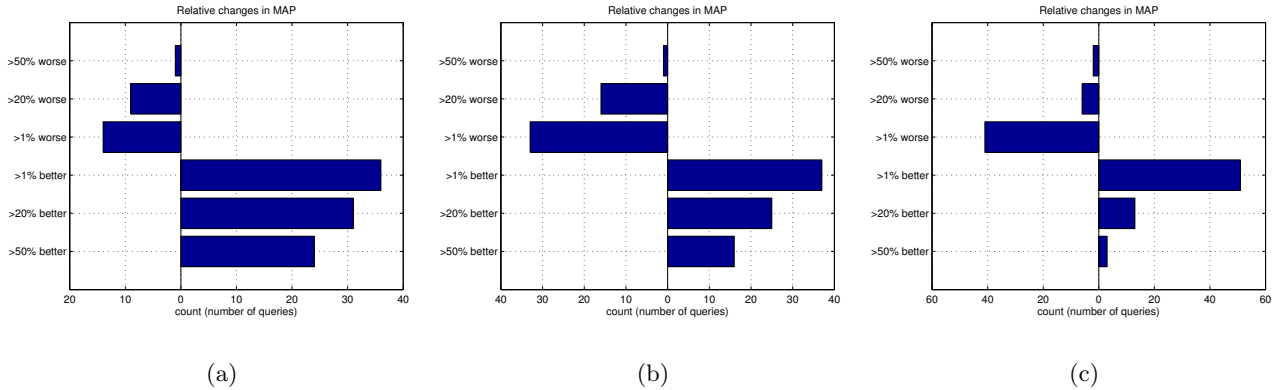 Relative changes in MAP
>50% worse
>20% worse
>1% worse
>1% better
>20% better
>50% better
20 10 0 10 20 30 40
count (number of queries)
(a)
Relative changes in MAP
>50% worse
>20% worse
>1% worse
>1% better
>20% better
>50% better
40 30 20 10 0 10 20 30 40
count (number of queries)
(b)
Relative changes in MAP
>50% worse
>20% worse
>1% worse
>1% better
>20% better
>50% better
60 40 20 0 20 40 60
count (number of queries)
(c)